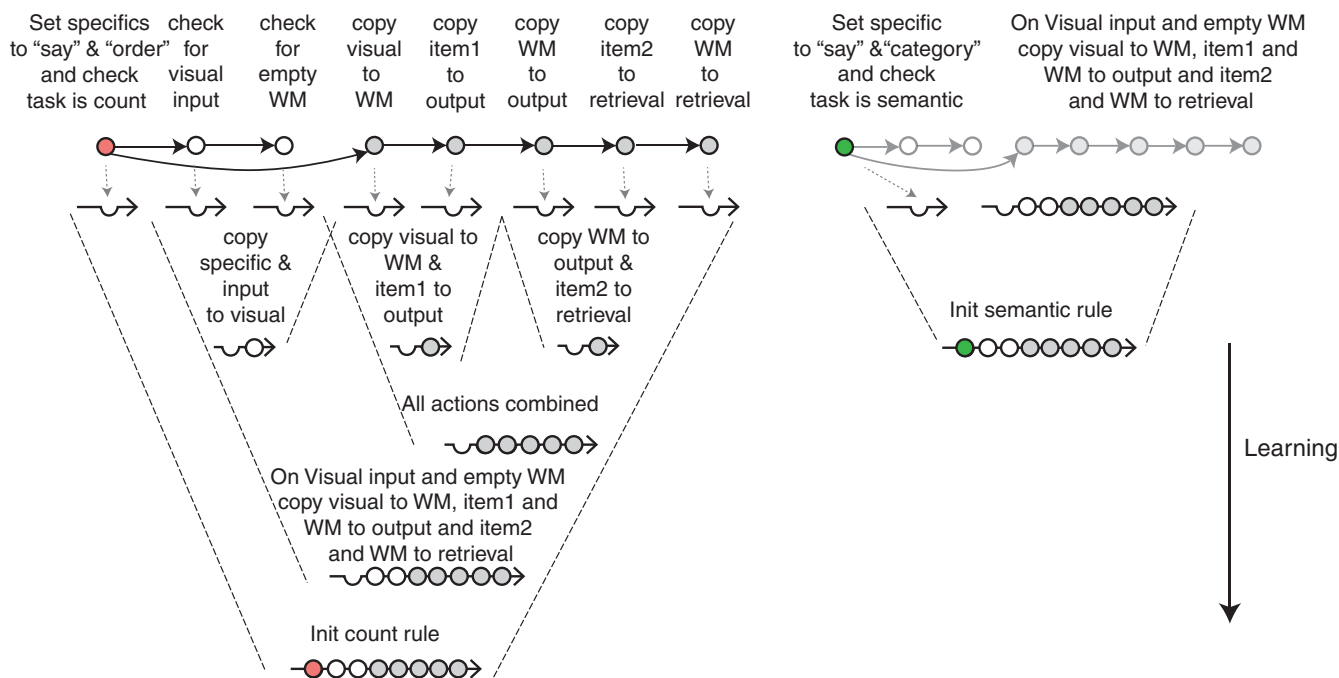 Set specifics
to “say” & “order”
and check
task is count
check
for
visual
input
check
for
empty
WM
copy
visual
to
WM
copy
item1
to
output
copy
WM
to
output
copy
item2
to
retrieval
copy
WM
to
retrieval
Set specific
to “say” &“category”
and check
task is semantic
On Visual input and empty WM
copy visual to WM, item1 and
WM to output and item2
and WM to retrieval
copy
specific &
input
to visual
copy visual to
WM &
item1 to
output
copy WM to
output &
item2 to
retrieval
Init semantic rule
All actions combined
Learning
On Visual input and empty WM
copy visual to WM, item1 and
WM to output and item2
and WM to retrieval
Init count rule